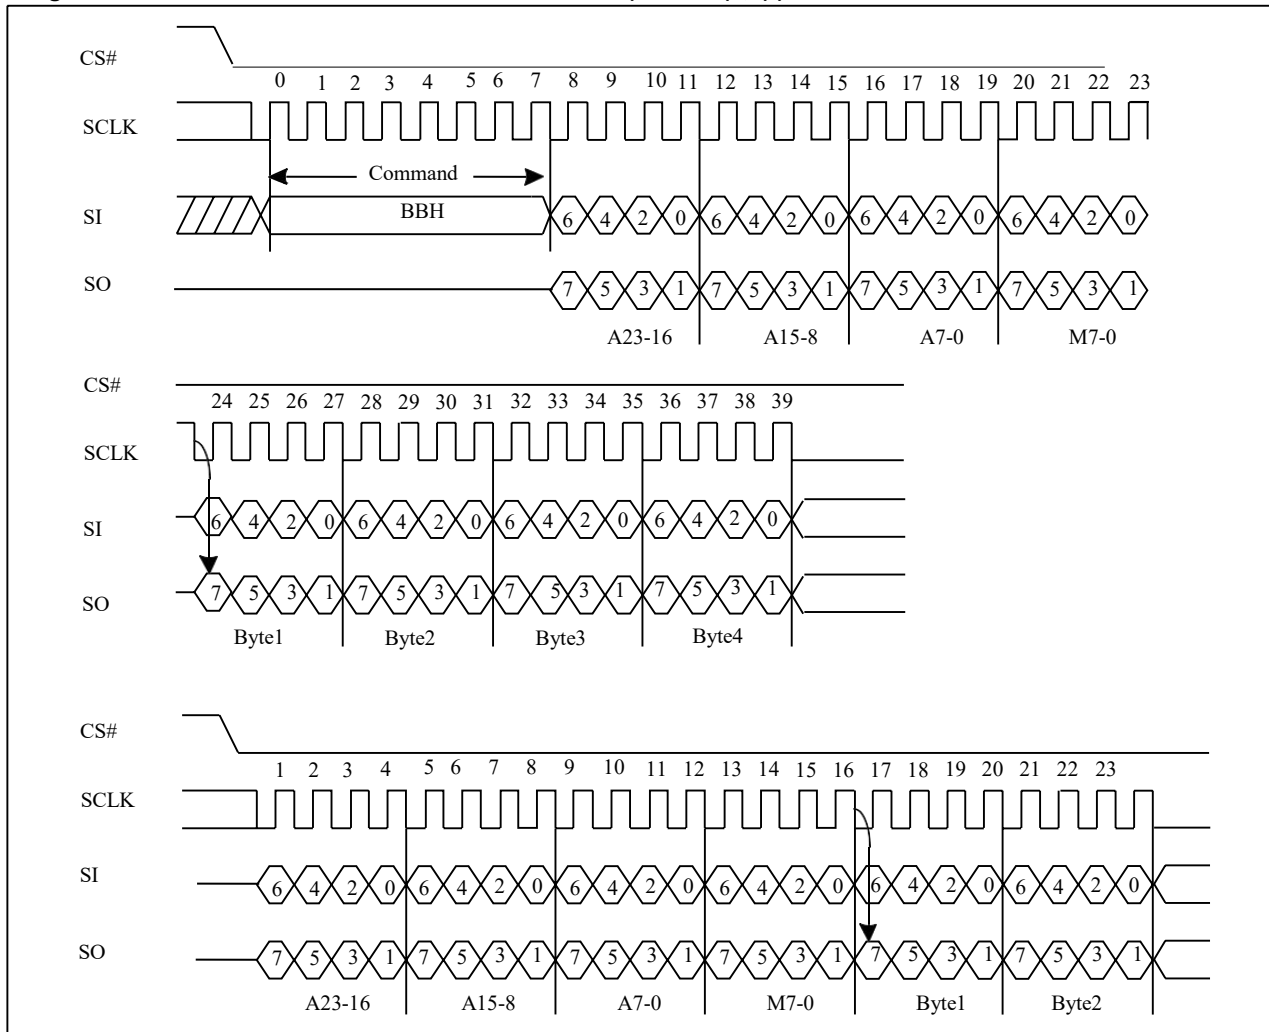 CS#
0 1 2 3 4 5 6 7 8 9 10 11 12 13 14 15 16 17 18 19 20 21 22 23
SCLK
Command
SI BBH 6 4 2 0 6 4 2 0 6 4 2 0 6 4 2 0
SO 7 5 3 1 7 5 3 1 7 5 3 1 7 5 3 1
A23-16 A15-8 A7-0 M7-0
CS#
24 25 26 27 28 29 30 31 32 33 34 35 36 37 38 39
SCLK
SI 6 4 2 0 6 4 2 0 6 4 2 0 6 4 2 0
SO 7 5 3 1 7 5 3 1 7 5 3 1 7 5 3 1
Byte1 Byte2 Byte3 Byte4
CS#
1 2 3 4 5 6 7 8 9 10 11 12 13 14 15 16 17 18 19 20 21 22 23
SCLK
SI 6 4 2 0 6 4 2 0 6 4 2 0 6 4 2 0 6 4 2 0 6 4 2 0
SO 7 5 3 1 7 5 3 1 7 5 3 1 7 5 3 1 7 5 3 1 7 5 3 1
A23-16 A15-8 A7-0 M7-0 Byte1 Byte2